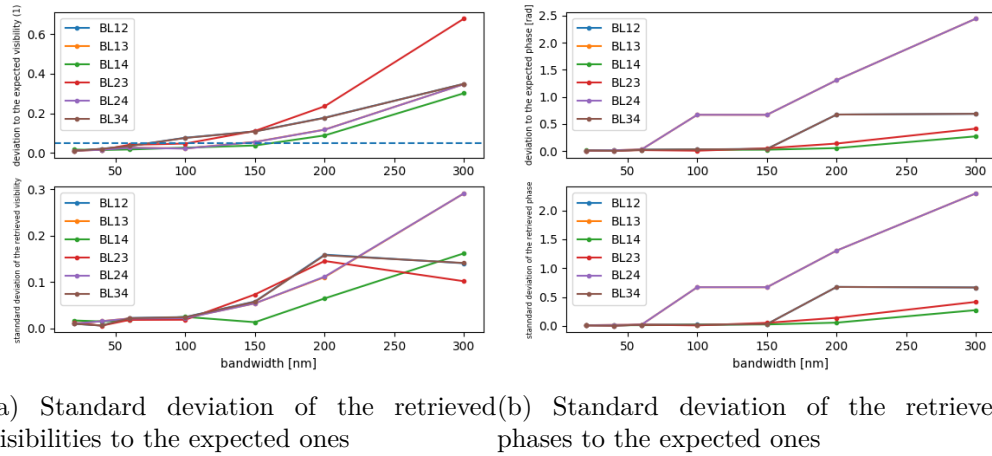 deviation to the expected visibility (1)
0.6
0.4
0.2
0.0
BL12
BL13
BL14
BL23
BL24
BL34
50
100
150
200
250
300
stanndard deviation of the retrieved visibility
0.3
0.2
0.1
0.0
BL12
BL13
BL14
BL23
BL24
BL34
50
100
150
200
250
300
bandwidth [nm]
deviation to the expected phase [rad]
2.5
2.0
1.5
1.0
0.5
0.0
BL12
BL13
BL14
BL23
BL24
BL34
50
100
150
200
250
300
stanndard deviation of the retrieved phase
2.0
1.5
1.0
0.5
0.0
BL12
BL13
BL14
BL23
BL24
BL34
50
100
150
200
250
300
bandwidth [nm]
a) Standard deviation of the retrieved
isibilities to the expected ones
(b) Standard deviation of the retrieve
phases to the expected ones